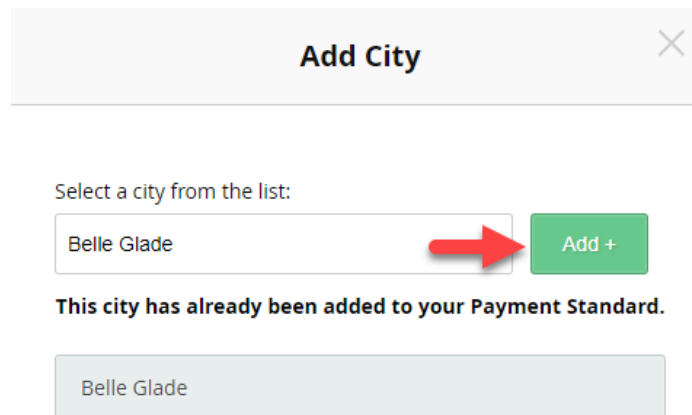 Add City
Select a city from the list:
Belle Glade
Add +
This city has already been added to your Payment Standard.
Belle Glade